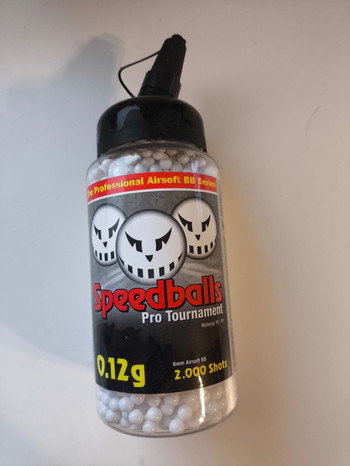 The Professional Airsoft BB Series
Speedballs
Pro Tournament
0.12g
6mm Airsoft BB
2.000 Shots